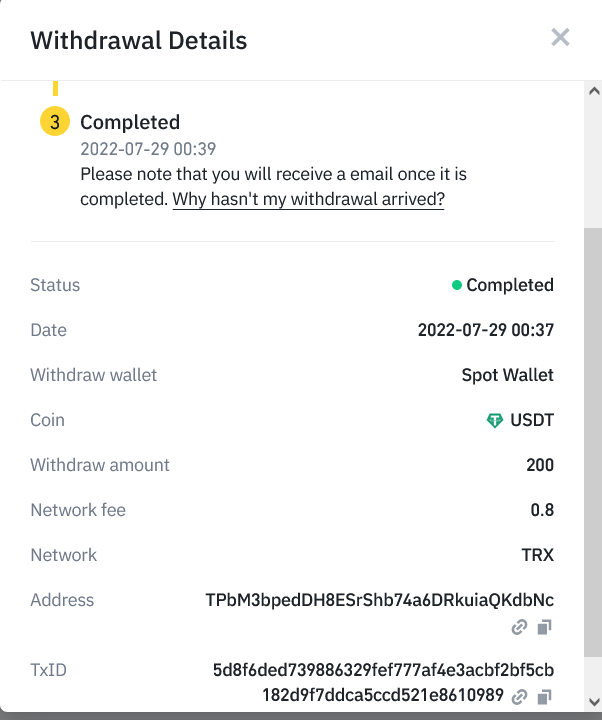 Withdrawal Details
3 Completed
2022-07-29 00:39
Please note that you will receive a email once it is
completed. Why hasn't my withdrawal arrived?
Status Completed
Date 2022-07-29 00:37
Withdraw wallet Spot Wallet
Coin USDT
Withdraw amount 200
Network fee 0.8
Network TRX
Address TPbM3bpedDH8ESrShb74a6DRkuiaQKdbNc
TxID 5d8f6ded739886329fef777af4e3acbf2bf5cb
182d9f7ddca5ccd521e8610989